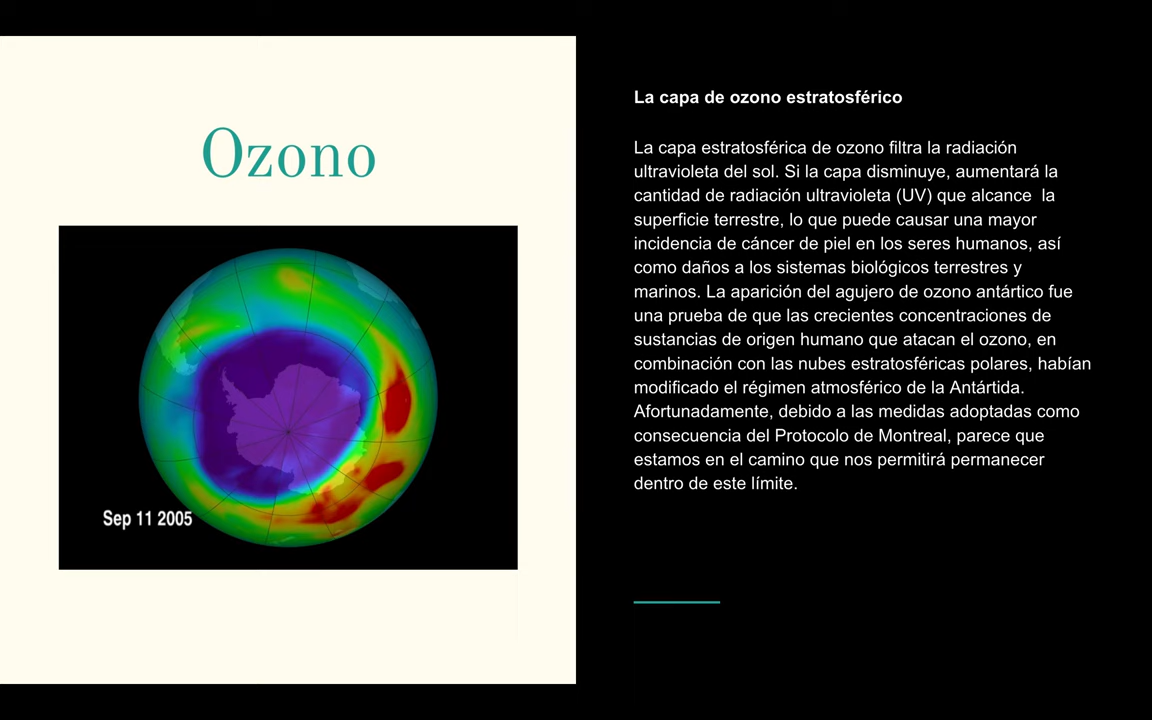 Ozono
Sep 11 2005
La capa de ozono estratosférico
La capa estratosférica de ozono filtra la radiación
ultravioleta del sol. Si la capa disminuye, aumentará la
cantidad de radiación ultravioleta (UV) que alcance  la
superficie terrestre, lo que puede causar una mayor
incidencia de cáncer de piel en los seres humanos, así
como daños a los sistemas biológicos terrestres y
marinos. La aparición del agujero de ozono antártico fue
una prueba de que las crecientes concentraciones de
sustancias de origen humano que atacan el ozono, en
combinación con las nubes estratosféricas polares, habían
modificado el régimen atmosférico de la Antártida.
Afortunadamente, debido a las medidas adoptadas como
consecuencia del Protocolo de Montreal, parece que
estamos en el camino que nos permitirá permanecer
dentro de este límite.